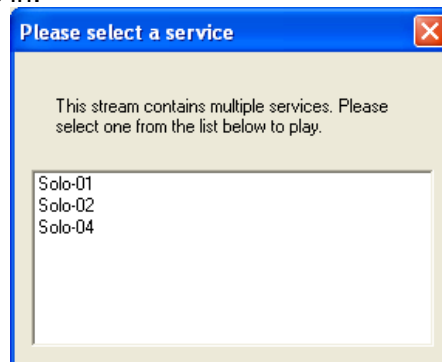 Please select a service
This stream contains multiple services. Please
select one from the list below to play.
Solo-01
Solo-02
Solo-04